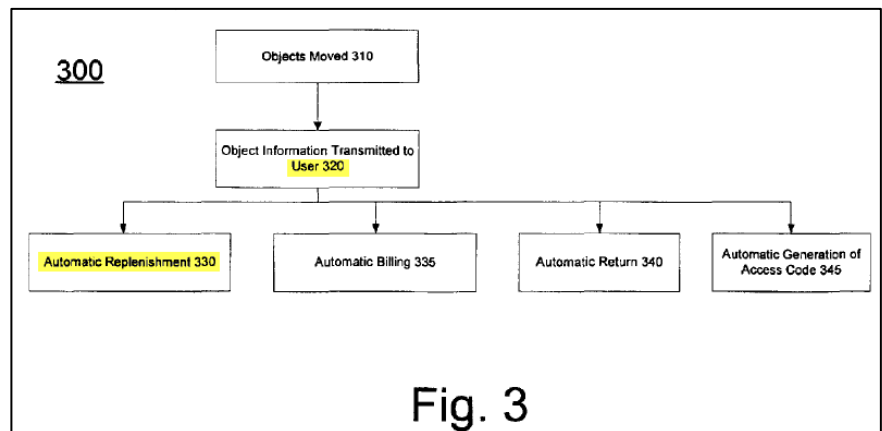 Objects Moved 310
300
Object Information Transmitted to
User 320
Automatic Replenishment 330
Automatic Billing 335
Automatic Return 340
Automatic Generation of
Access Code 345
Fig. 3